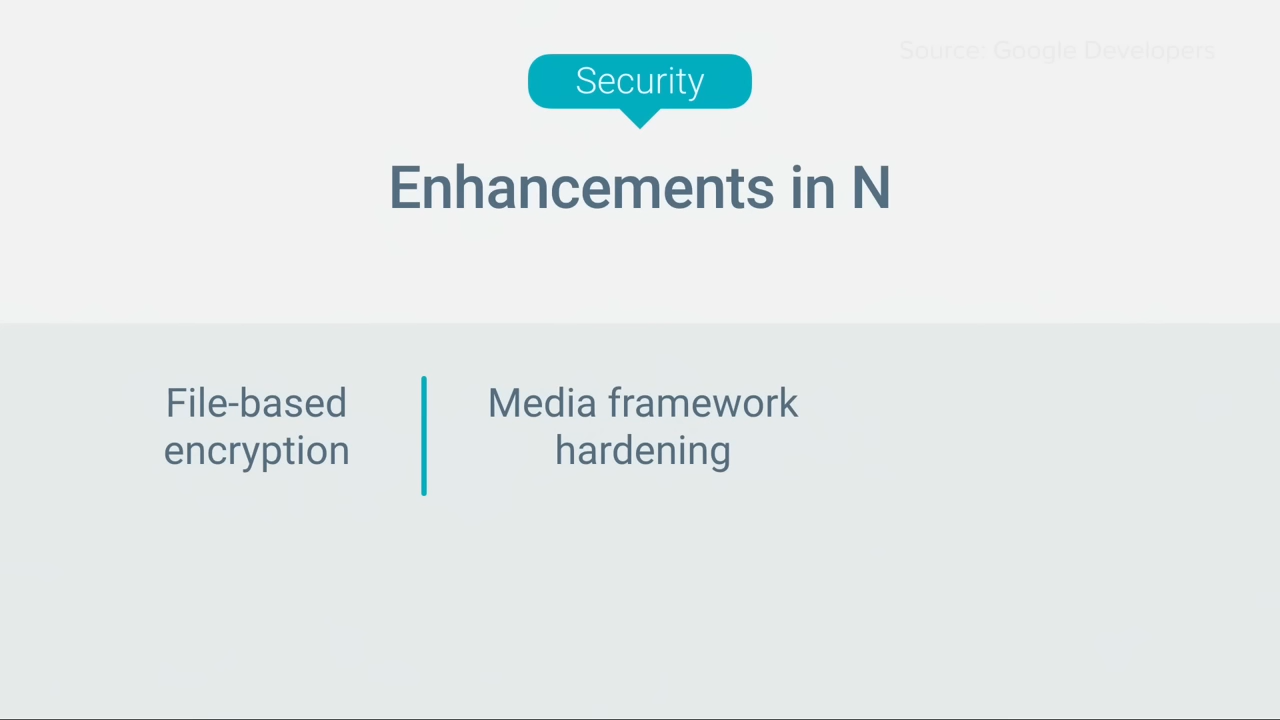 Source: Google Developers
Security
Enhancements in N
File-based
encryption
Media framework
hardening